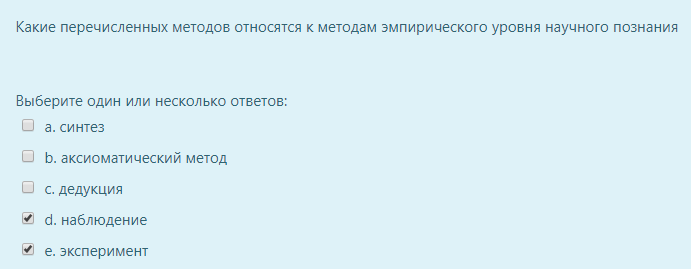 Какие перечисленных методов относятся к методам эмпирического уровня научного познания
Выберите один или несколько ответов:
a. синтез
b. аксиоматический метод
c. дедукция
d. наблюдение
e. эксперимент